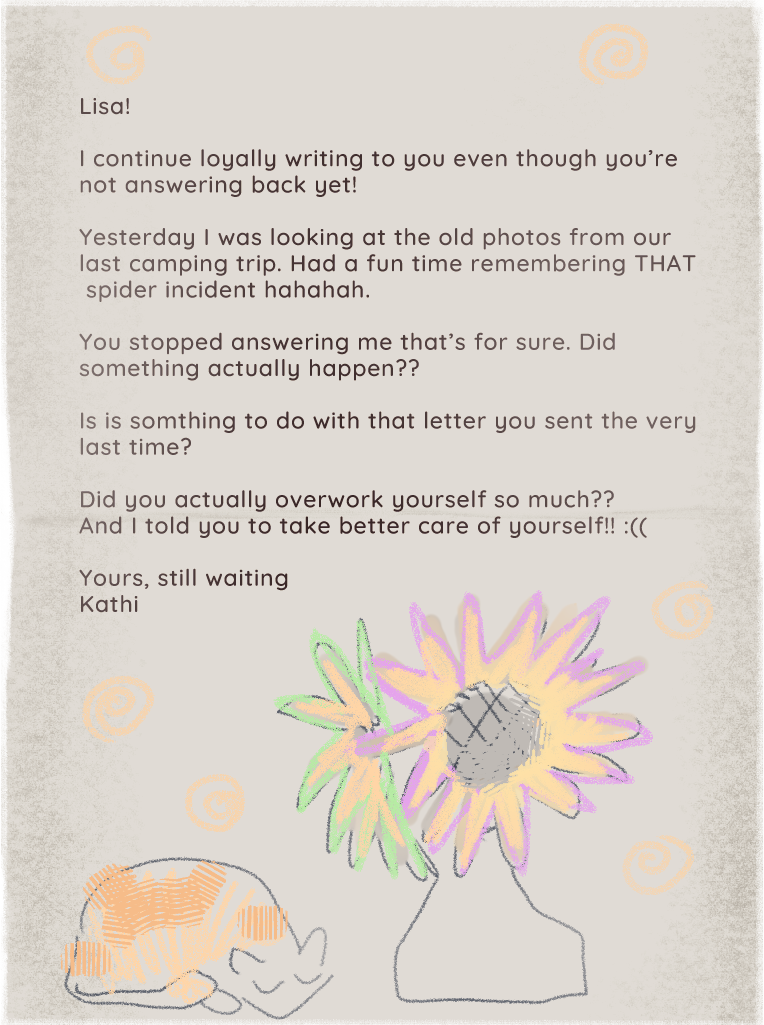 Lisa!
I continue loyally writing to you even though you’re
not answering back yet!
Yesterday I was looking at the old photos from our
last camping trip. Had a fun time remembering THAT
spider incident hahahah.
You stopped answering me that’s for sure. Did
something actually happen??
Is is somthing to do with that letter you sent the very
last time?
Did you actually overwork yourself so much??
And I told you to take better care of yourself!! :((
Yours, still waiting
Kathi